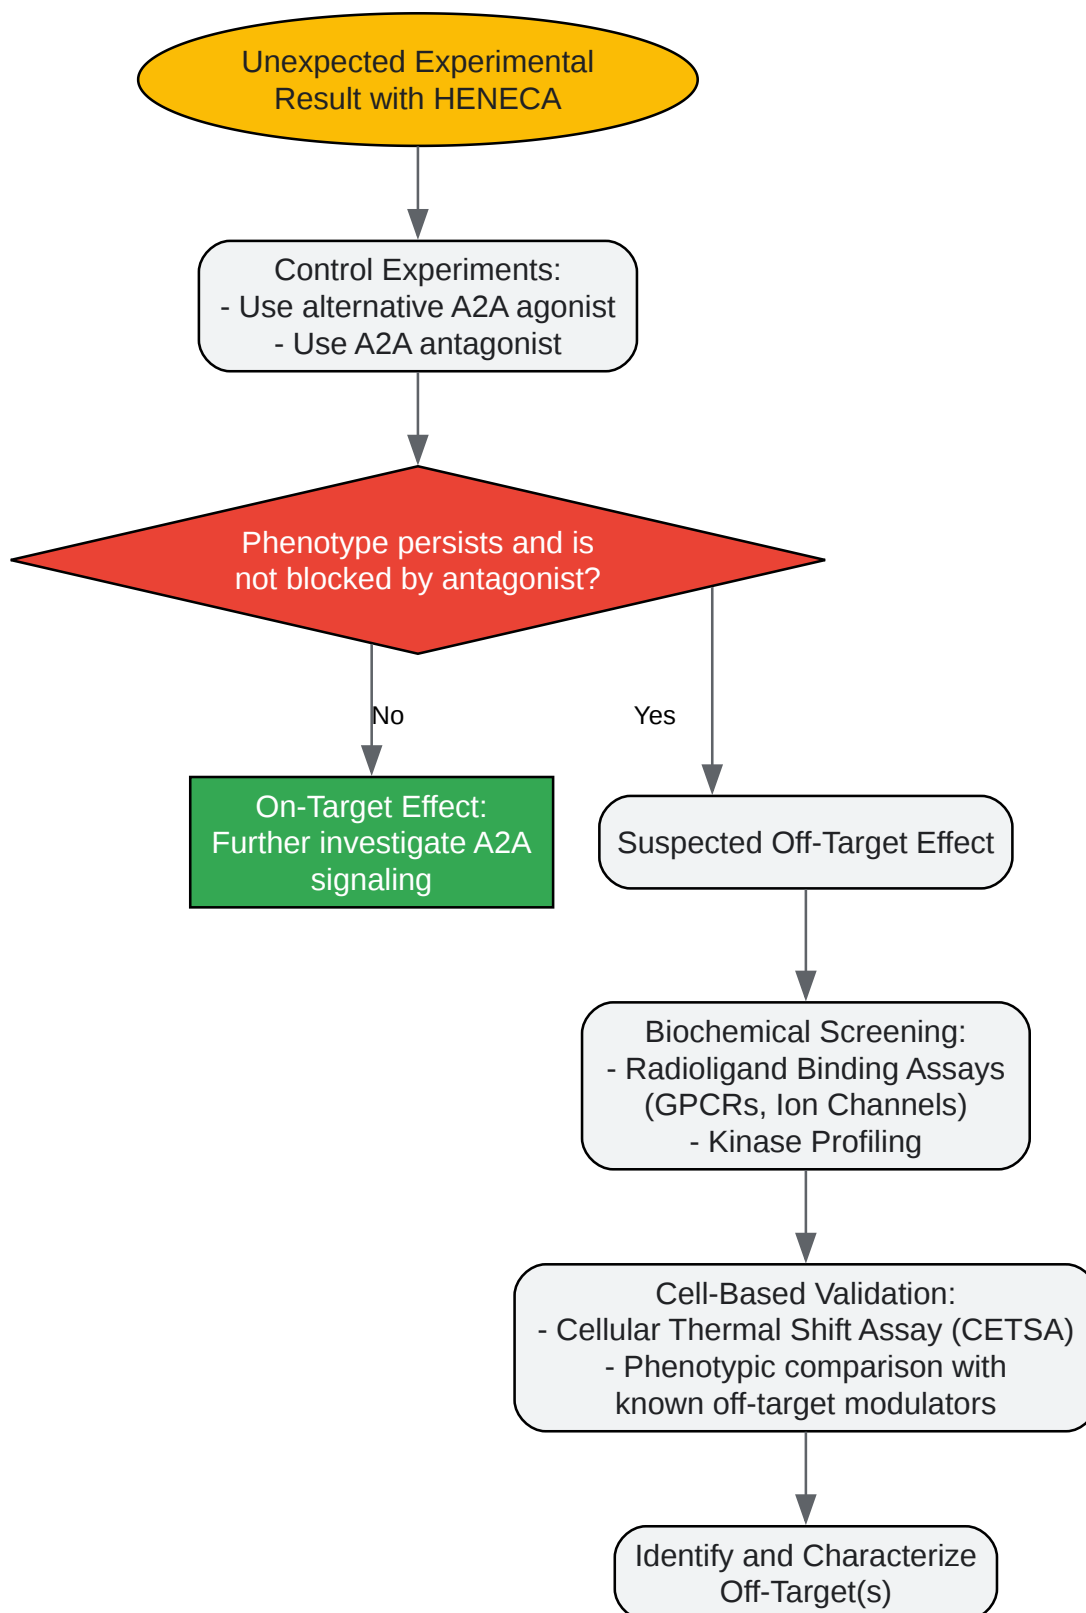 Unexpected Experimental
Result with HENECA
Control Experiments:
- Use alternative A2A agonist
- Use A2A antagonist
Phenotype persists and is
not blocked by antagonist?
No
Yes
On-Target Effect:
Further investigate A2A
signaling
Suspected Off-Target Effect
Biochemical Screening:
- Radioligand Binding Assays
(GPCRs, Ion Channels)
- Kinase Profiling
Cell-Based Validation:
- Cellular Thermal Shift Assay (CETSA)
- Phenotypic comparison with
known off-target modulators
Identify and Characterize
Off-Target(s)